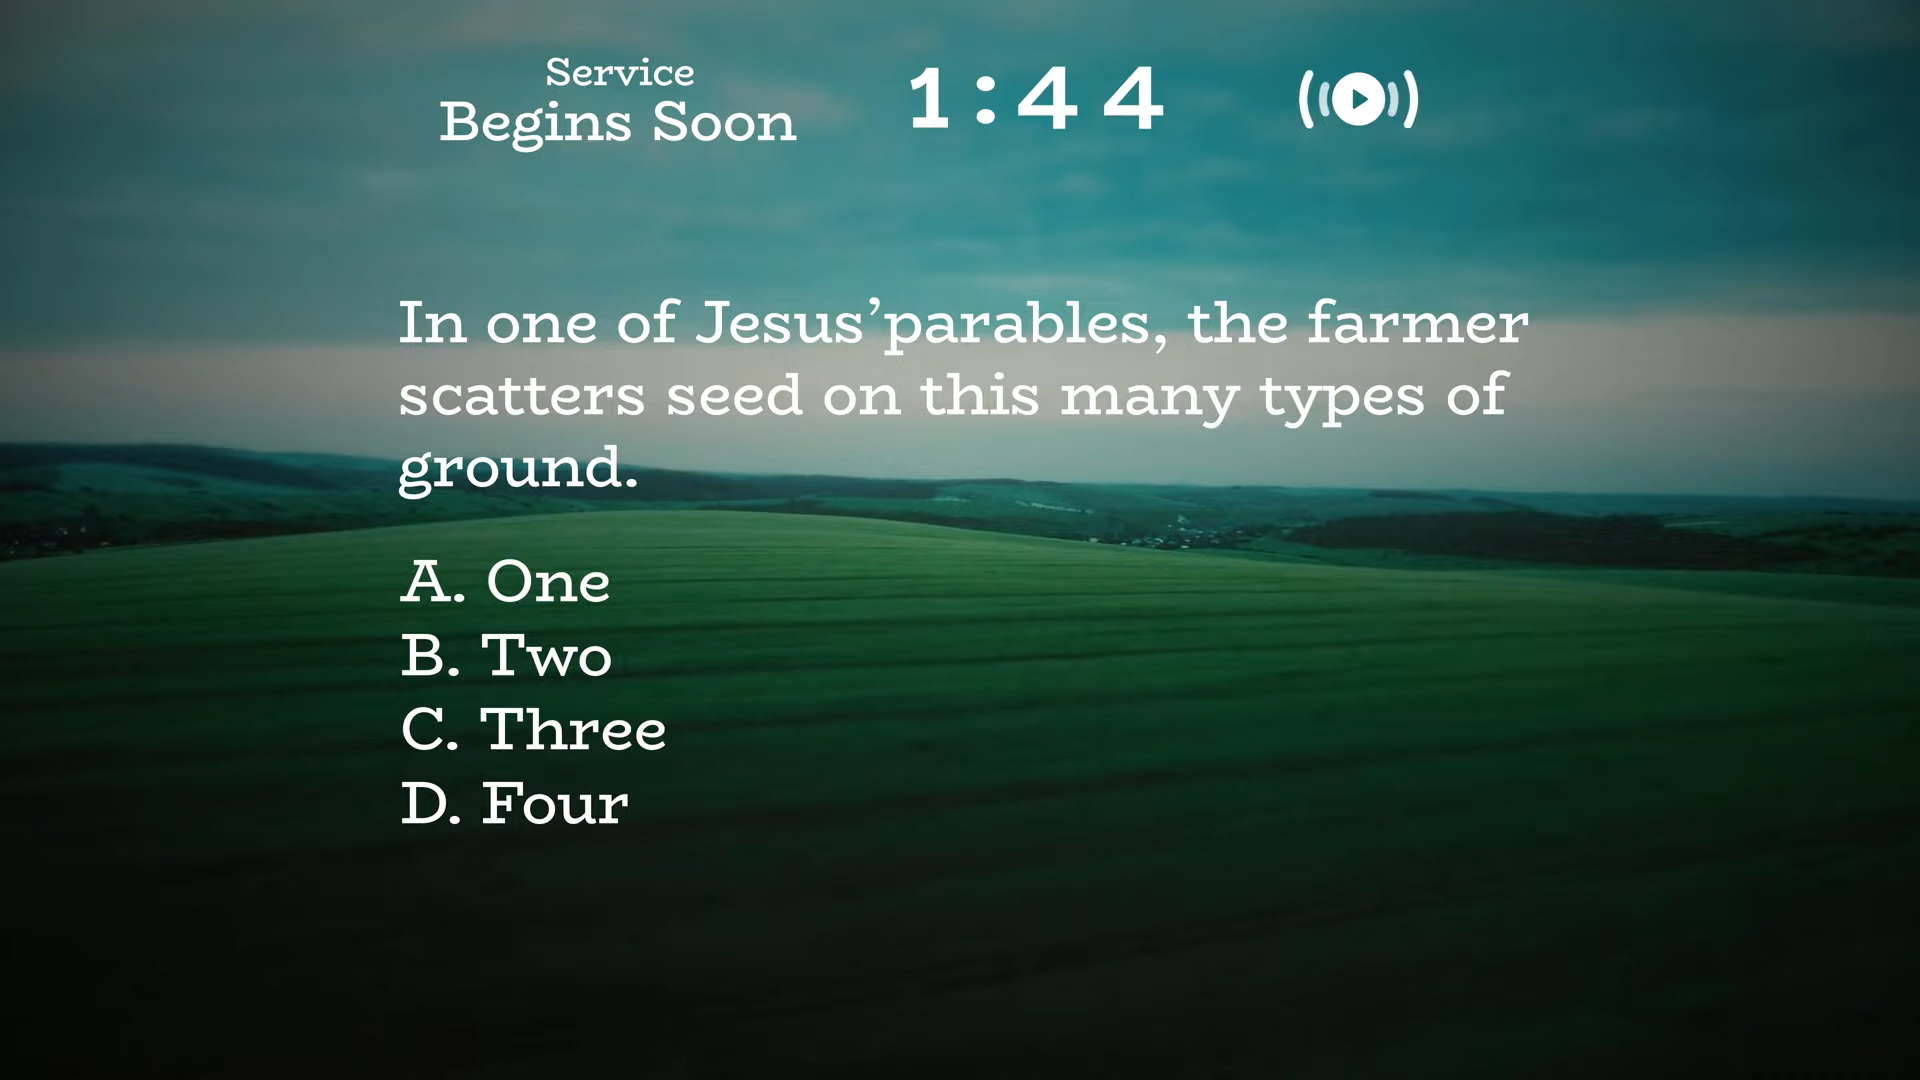 Service
Begins Soon
1:44
In one of Jesus’parables, the farmer
scatters seed on this many types of
ground.
A. One
B. Two
C. Three
D. Four